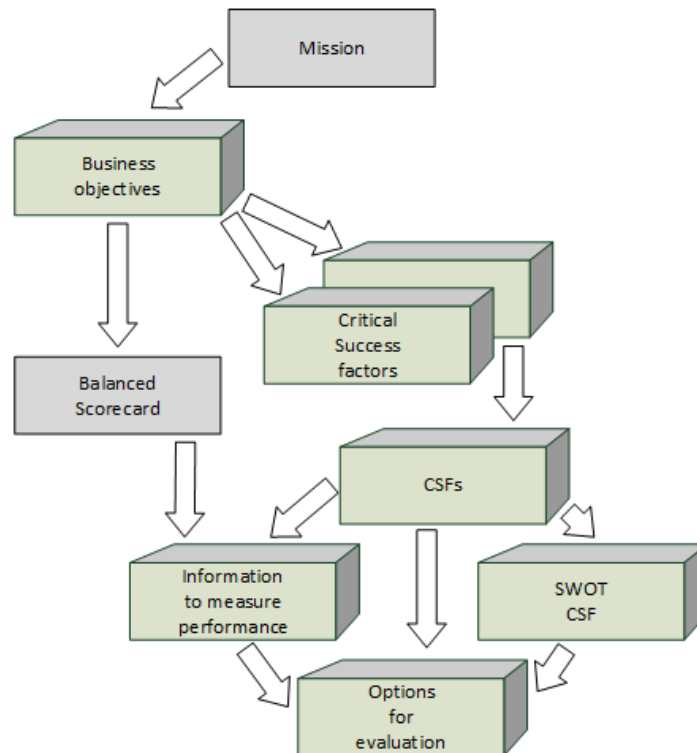 Mission
Business
objectives
Critical
Success
factors
Balanced
Scorecard
CSFs
Information
to measure
performance
SWOT
CSF
Options
for
evaluation